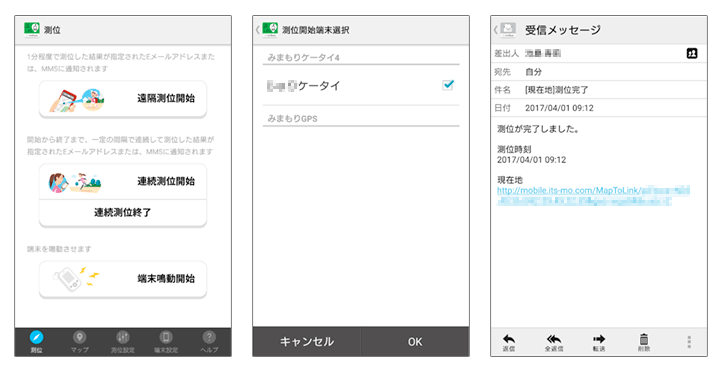 測位
1分程度で測位した結果が指定されたEメールアドレスまた
は、MMSに通知されます
遠隔測位開始
開始から終了まで、一定の間隔で連続して測位した結果が
指定されたEメールアドレスまたは、MMSに通知されます
連続測位開始
連続測位終了
端末を鳴動させます
端末鳴動開始
測位
マップ
測位設定
端末設定
ヘルプ
測位開始端末選択
みまもりケータイ4
ケータイ
みまもりGPS
キャンセル
OK
受信メッセージ
差出人
宛先 自分
件名 [現在地]測位完了
日付 2017/04/01 09:12
測位が完了しました。
測位時刻
2017/04/01 09:12
現在地
http://mobile.its-mo.com/MapToLink/
返信
全返信
転送
削除